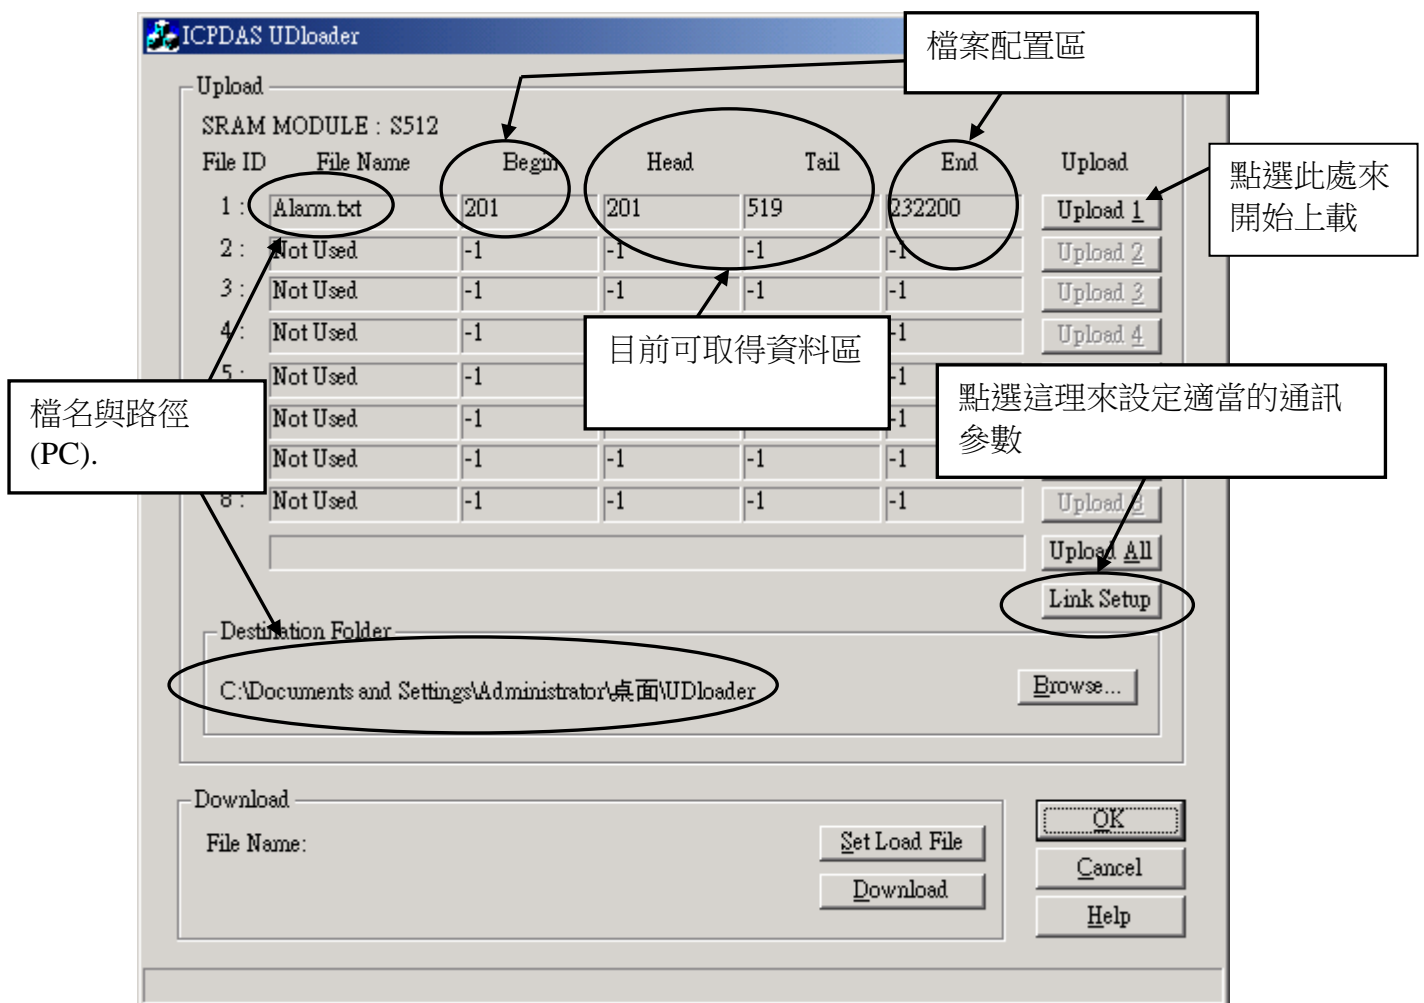 ICPDAS UDloader
檔案配置區
Upload
SRAM MODULE : S512
File ID File Name Begin Head Tail End Upload
點選此處來
開始上載
1 : Alarm.txt 201 201 519 232200 Upload 1
2 : Not Used -1 -1 -1 -1 Upload 2
3 : Not Used -1 -1 -1 -1 Upload 3
4 : Not Used -1 -1 Upload 4
目前可取得資料區
5 : Not Used -1 -1
點選這理來設定適當的通訊
參數
檔名與路徑
(PC).
Not Used -1 -1
Not Used -1 -1 -1 -1
8 : Not Used -1 -1 -1 -1 Upload 8
Upload All
Link Setup
Destination Folder
C:\Documents and Settings\Administrator\桌面\UDloader
Browse...
Download
File Name:
Set Load File
Download
OK
Cancel
Help